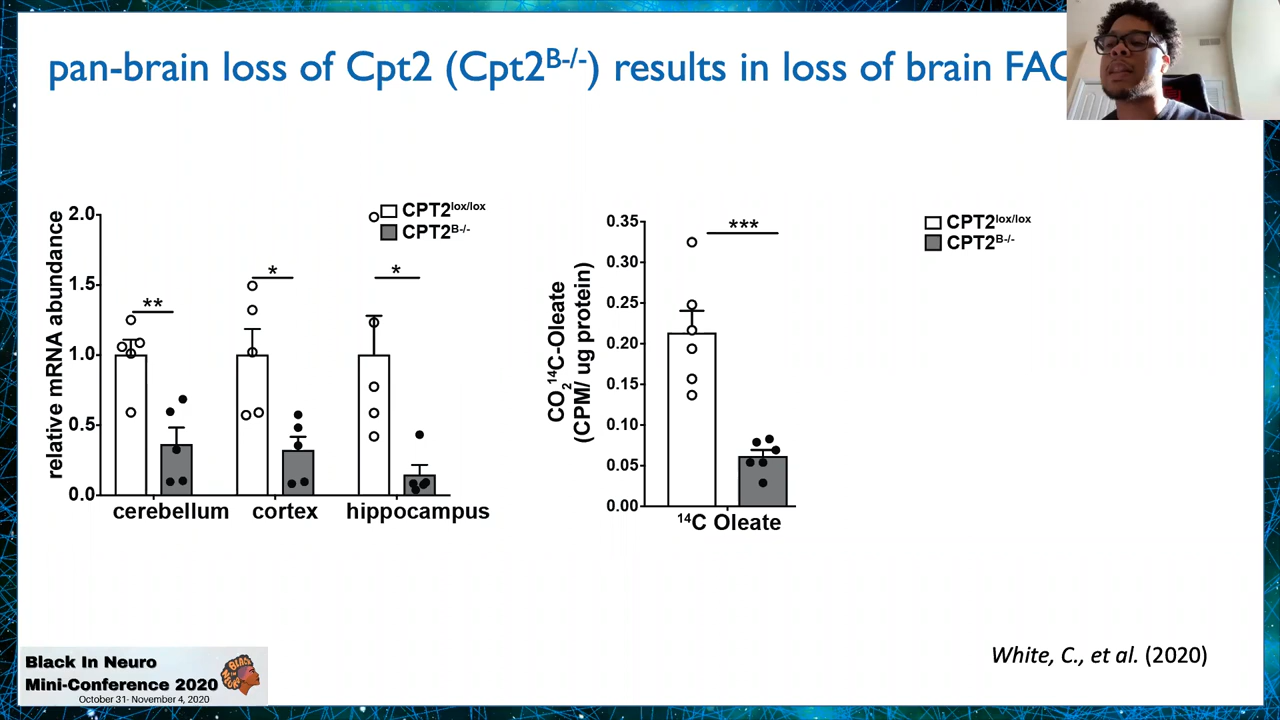 pan-brain loss of Cpt2 (Cpt2B-/-) results in loss of brain FAO
relative mRNA abundance
2.0
1.5
1.0
0.5
0.0
CPT2lox/lox
CPT2B-/-
**
*
*
cerebellum
cortex
hippocampus
CO2 14C-Oleate
(CPM/ ug protein)
0.35
0.30
0.25
0.20
0.15
0.10
0.05
0.00
***
14C Oleate
CPT2lox/lox
CPT2B-/-
White, C., et al. (2020)
Black In Neuro
Mini-Conference 2020
October 31- November 4, 2020